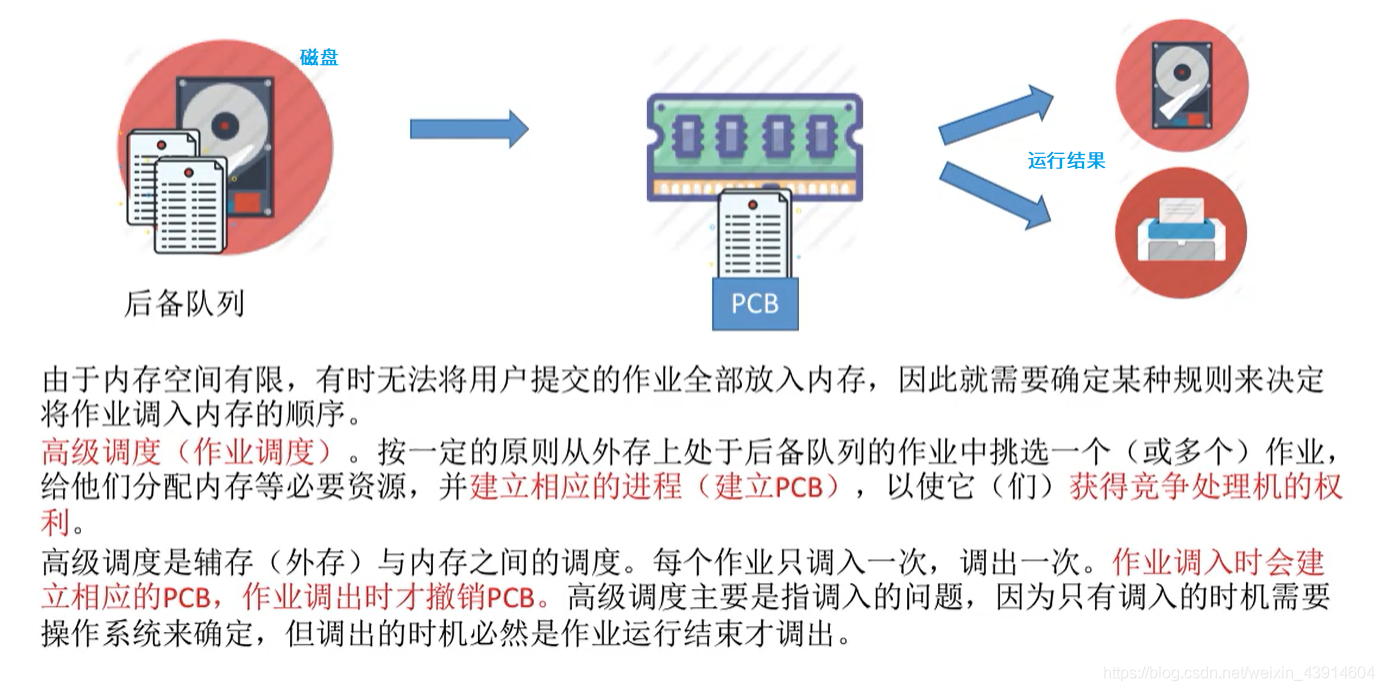 磁盘
运行结果
后备队列
PCB
由于内存空间有限，有时无法将用户提交的作业全部放入内存，因此就需要确定某种规则来决定
将作业调入内存的顺序。
高级调度（作业调度）。按一定的原则从外存上处于后备队列的作业中挑选一个（或多个）作业，
给他们分配内存等必要资源，并建立相应的进程（建立PCB），以使它（们）获得竞争处理机的权
利。
高级调度是辅存（外存）与内存之间的调度。每个作业只调入一次，调出一次。作业调入时会建
立相应的PCB，作业调出时才撤销PCB。高级调度主要是指调入的问题，因为只有调入的时机需要
操作系统来确定，但调出的时机必然是作业运行结束才调出。
https://blog.csdn.net/weixin_43914604